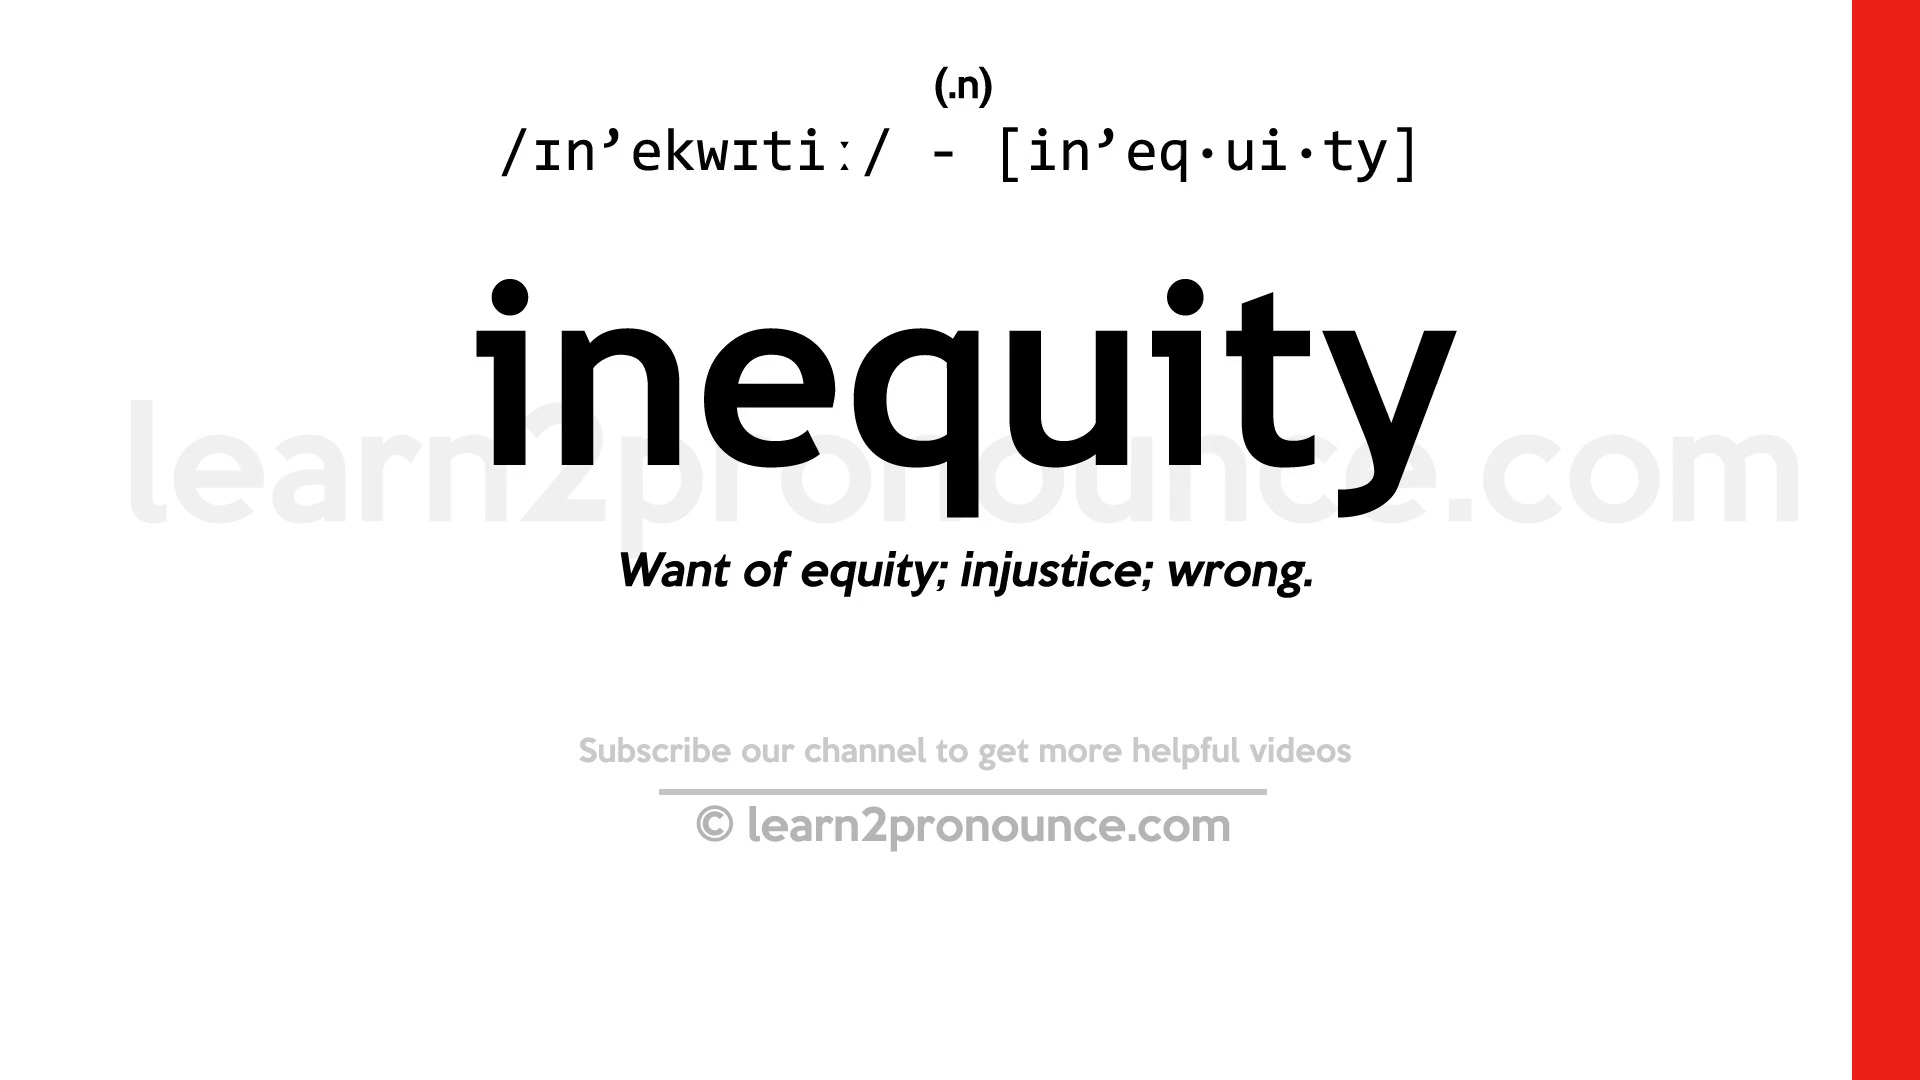 (.n)
/ɪn’ekwɪtiː/ - [in’eq·ui·ty]
inequity
learn2pronounce.com
Want of equity; injustice; wrong.
Subscribe our channel to get more helpful videos
© learn2pronounce.com